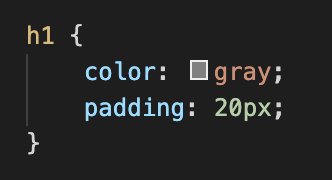 h1 {
    color: gray;
    padding: 20px;
}